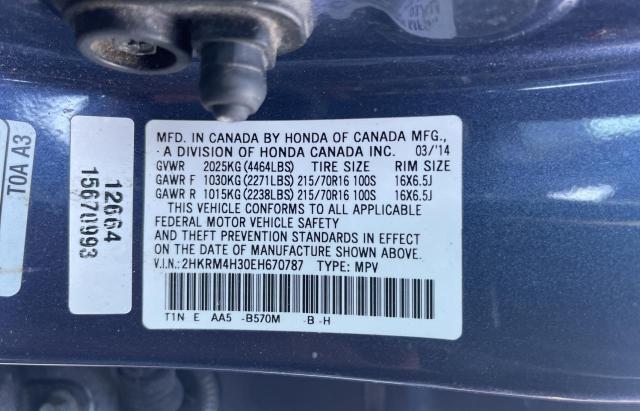 MFD. IN CANADA BY HONDA OF CANADA MFG.,
A DIVISION OF HONDA CANADA INC. 03/'14
GVWR 2025KG (4464LBS) TIRE SIZE RIM SIZE
GAWR F 1030KG (2271LBS) 215/70R16 100S 16X6.5J
GAWR R 1015KG (2238LBS) 215/70R16 100S 16X6.5J
THIS VEHICLE CONFORMS TO ALL APPLICABLE
FEDERAL MOTOR VEHICLE SAFETY
AND THEFT PREVENTION STANDARDS IN EFFECT
ON THE DATE OF MANUFACTURE SHOWN ABOVE.
V.I.N.: 2HKRM4H30EH670787 TYPE: MPV
T1N E AA5 -B570M -B -H
12664
15670993
TOA A3